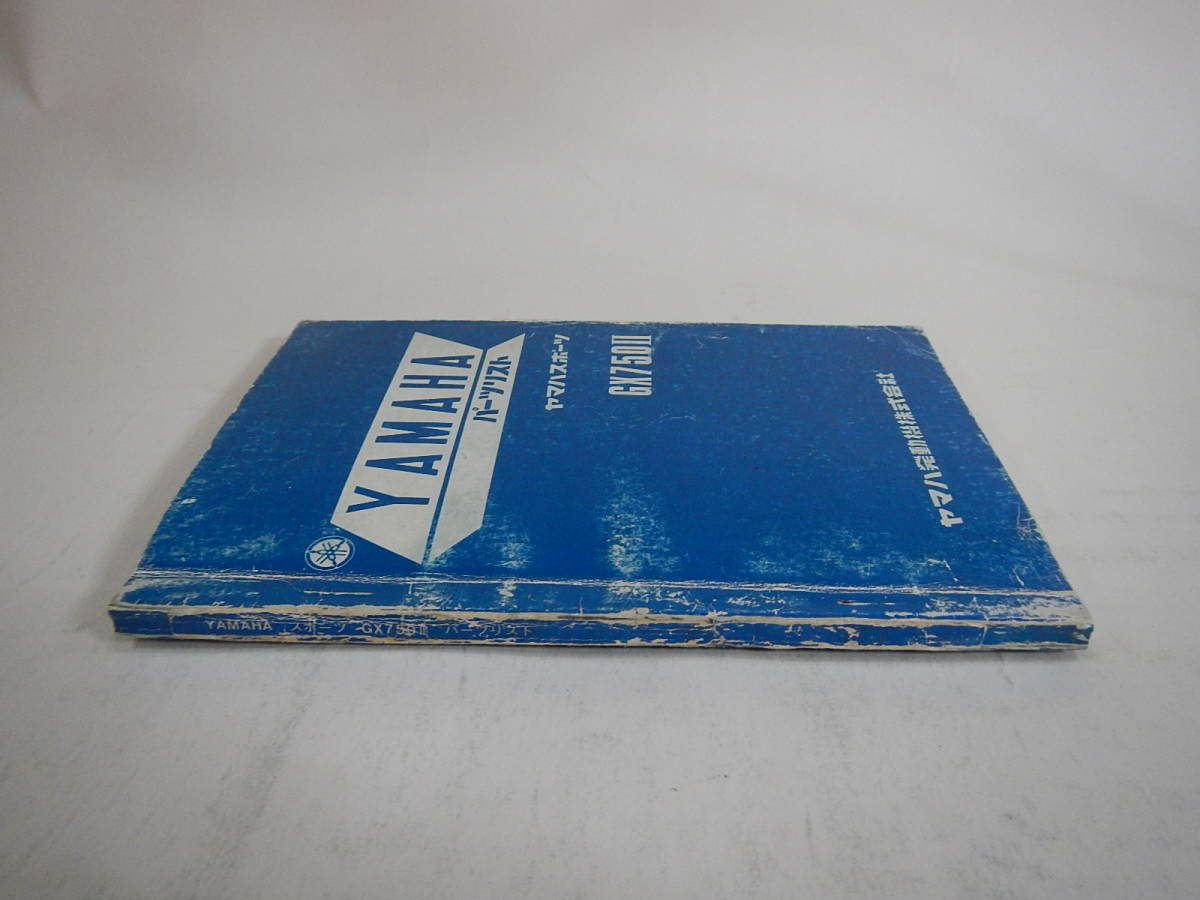 YAMAHA
パーツリスト
ヤマハスポーツ
GX750II
ヤマハ発動機株式会社
YAMAHA スポーツ GX750II パーツリスト